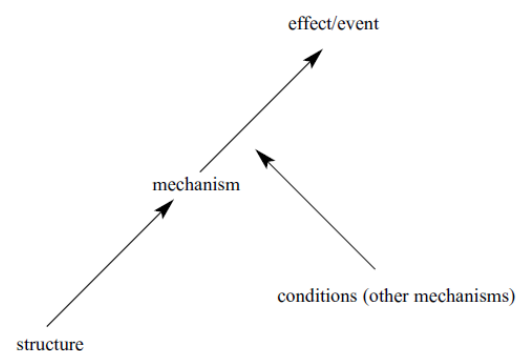 effect/event
mechanism
conditions (other mechanisms)
structure